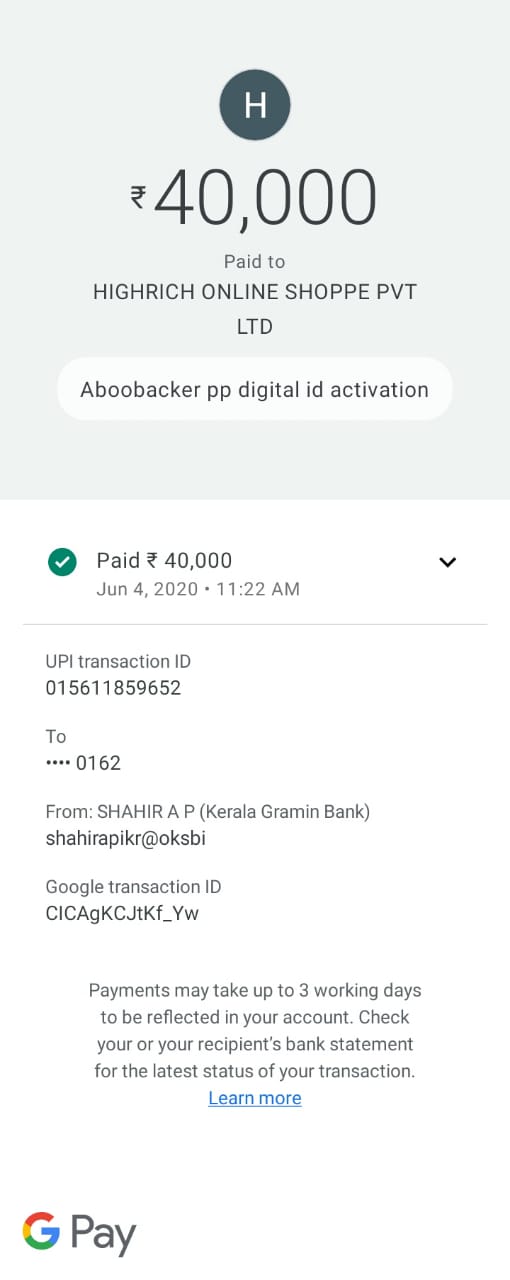 H
₹40,000
Paid to
HIGHRICH ONLINE SHOPPE PVT
LTD
Aboobacker pp digital id activation
Paid ₹ 40,000
Jun 4, 2020 • 11:22 AM
UPI transaction ID
015611859652
To
•••• 0162
From: SHAHIR A P (Kerala Gramin Bank)
shahirapikr@oksbi
Google transaction ID
CICAgKCJtKf_Yw
Payments may take up to 3 working days
to be reflected in your account. Check
your or your recipient’s bank statement
for the latest status of your transaction.
Learn more
G Pay